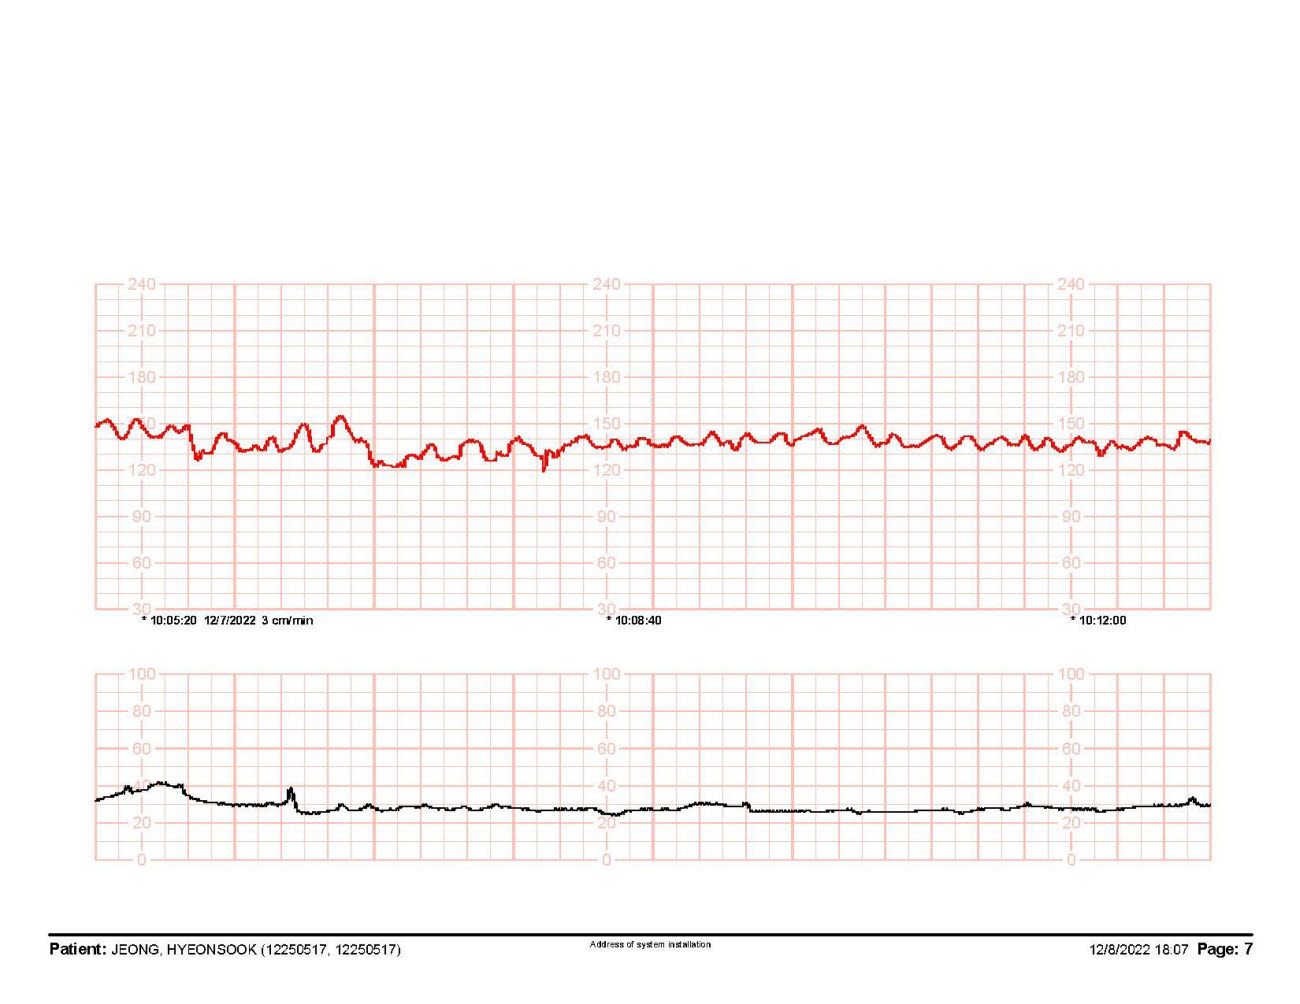 240 240 240
210 210 210
180 180 180
150 150 150
120 120 120
90 90 90
60 60 60
30 30 30
* 10:05:20 12/7/2022 3 cm/min * 10:08:40 * 10:12:00
100 100 100
80 80 80
60 60 60
40 40 40
20 20 20
0 0 0
Patient: JEONG, HYEONSOOK (12250517, 12250517) Address of system installation 12/8/2022 18:07 Page: 7